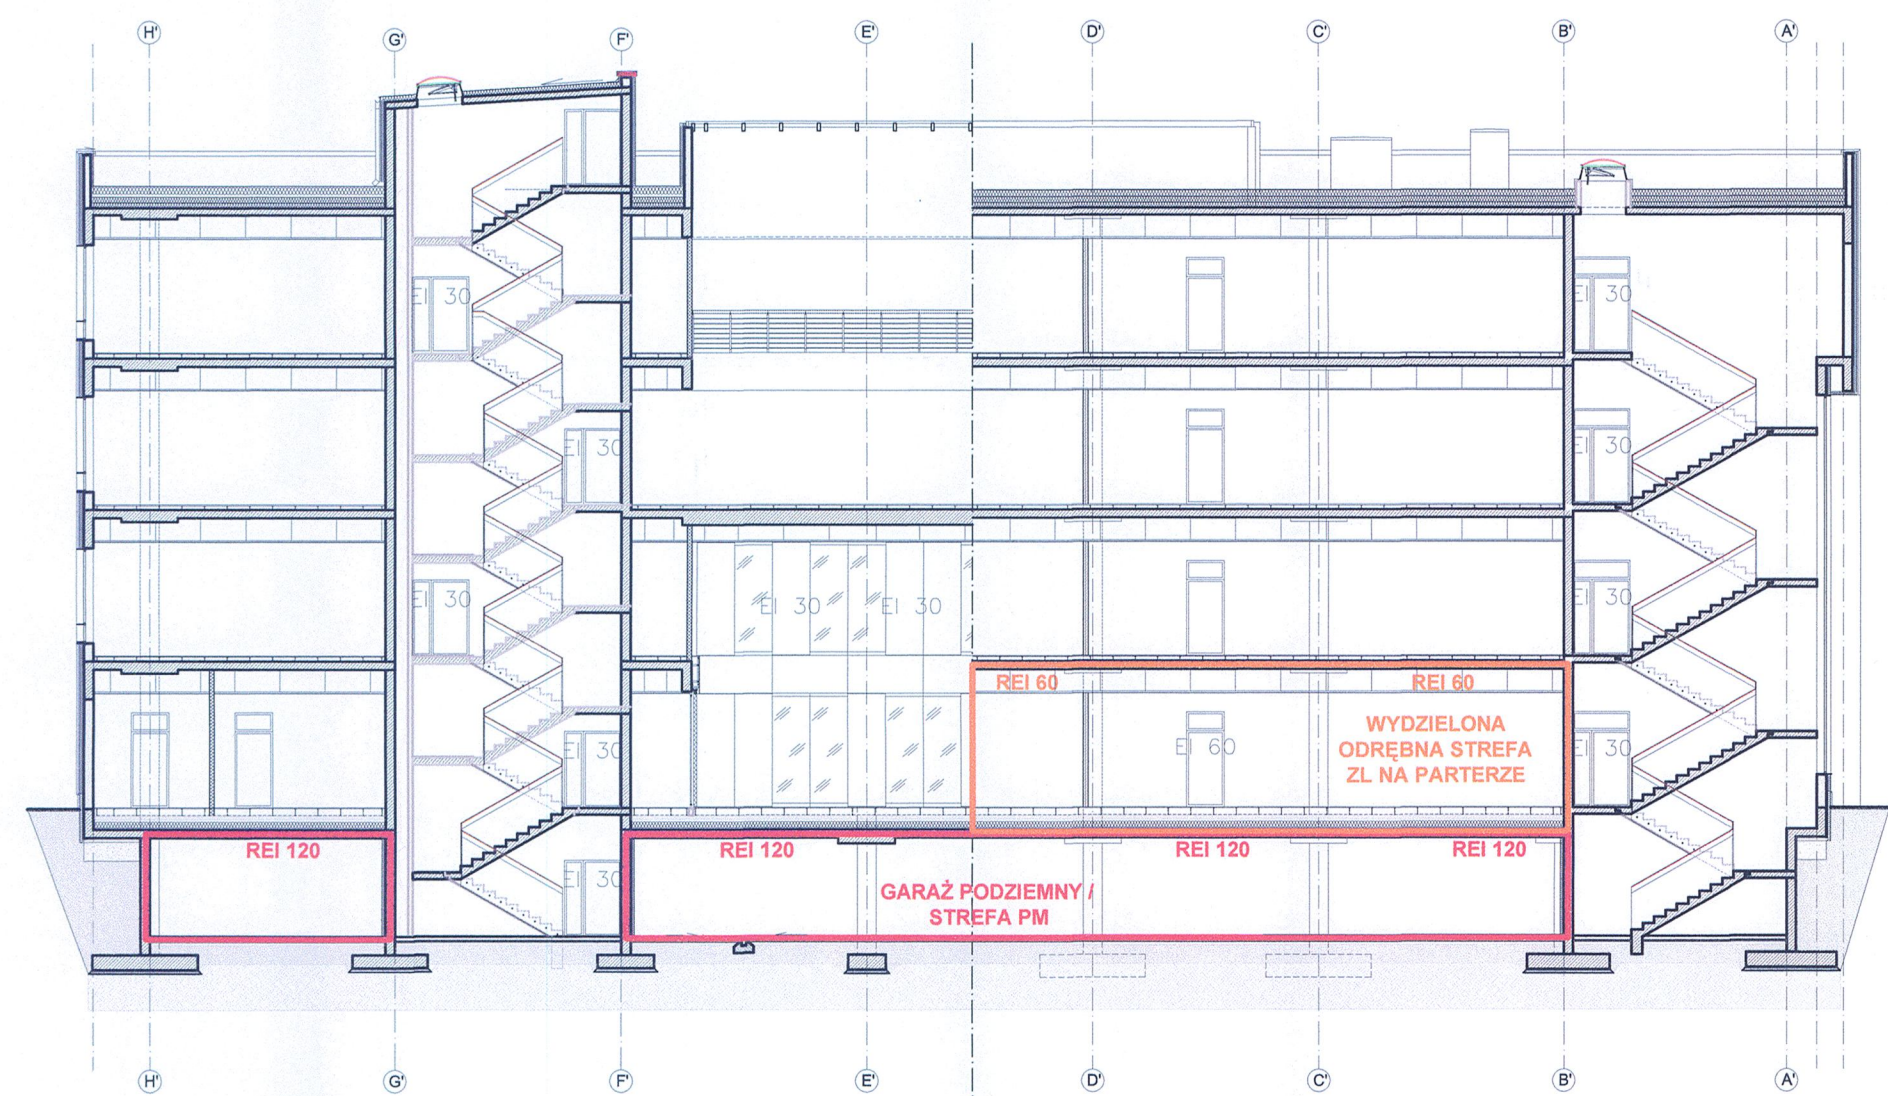 H' G' F' E' D' C' B' A'
EI 30 EI 30
EI 30 EI 30
EI 30 EI 30 EI 30 EI 30
REI 60 REI 60
WYDZIELONA
ODRĘBNA STREFA
ZL NA PARTERZE
EI 30 EI 60 EI 30
REI 120 REI 120 REI 120 REI 120
EI 30
GARAŻ PODZIEMNY /
STREFA PM
H' G' F' E' D' C' B' A'